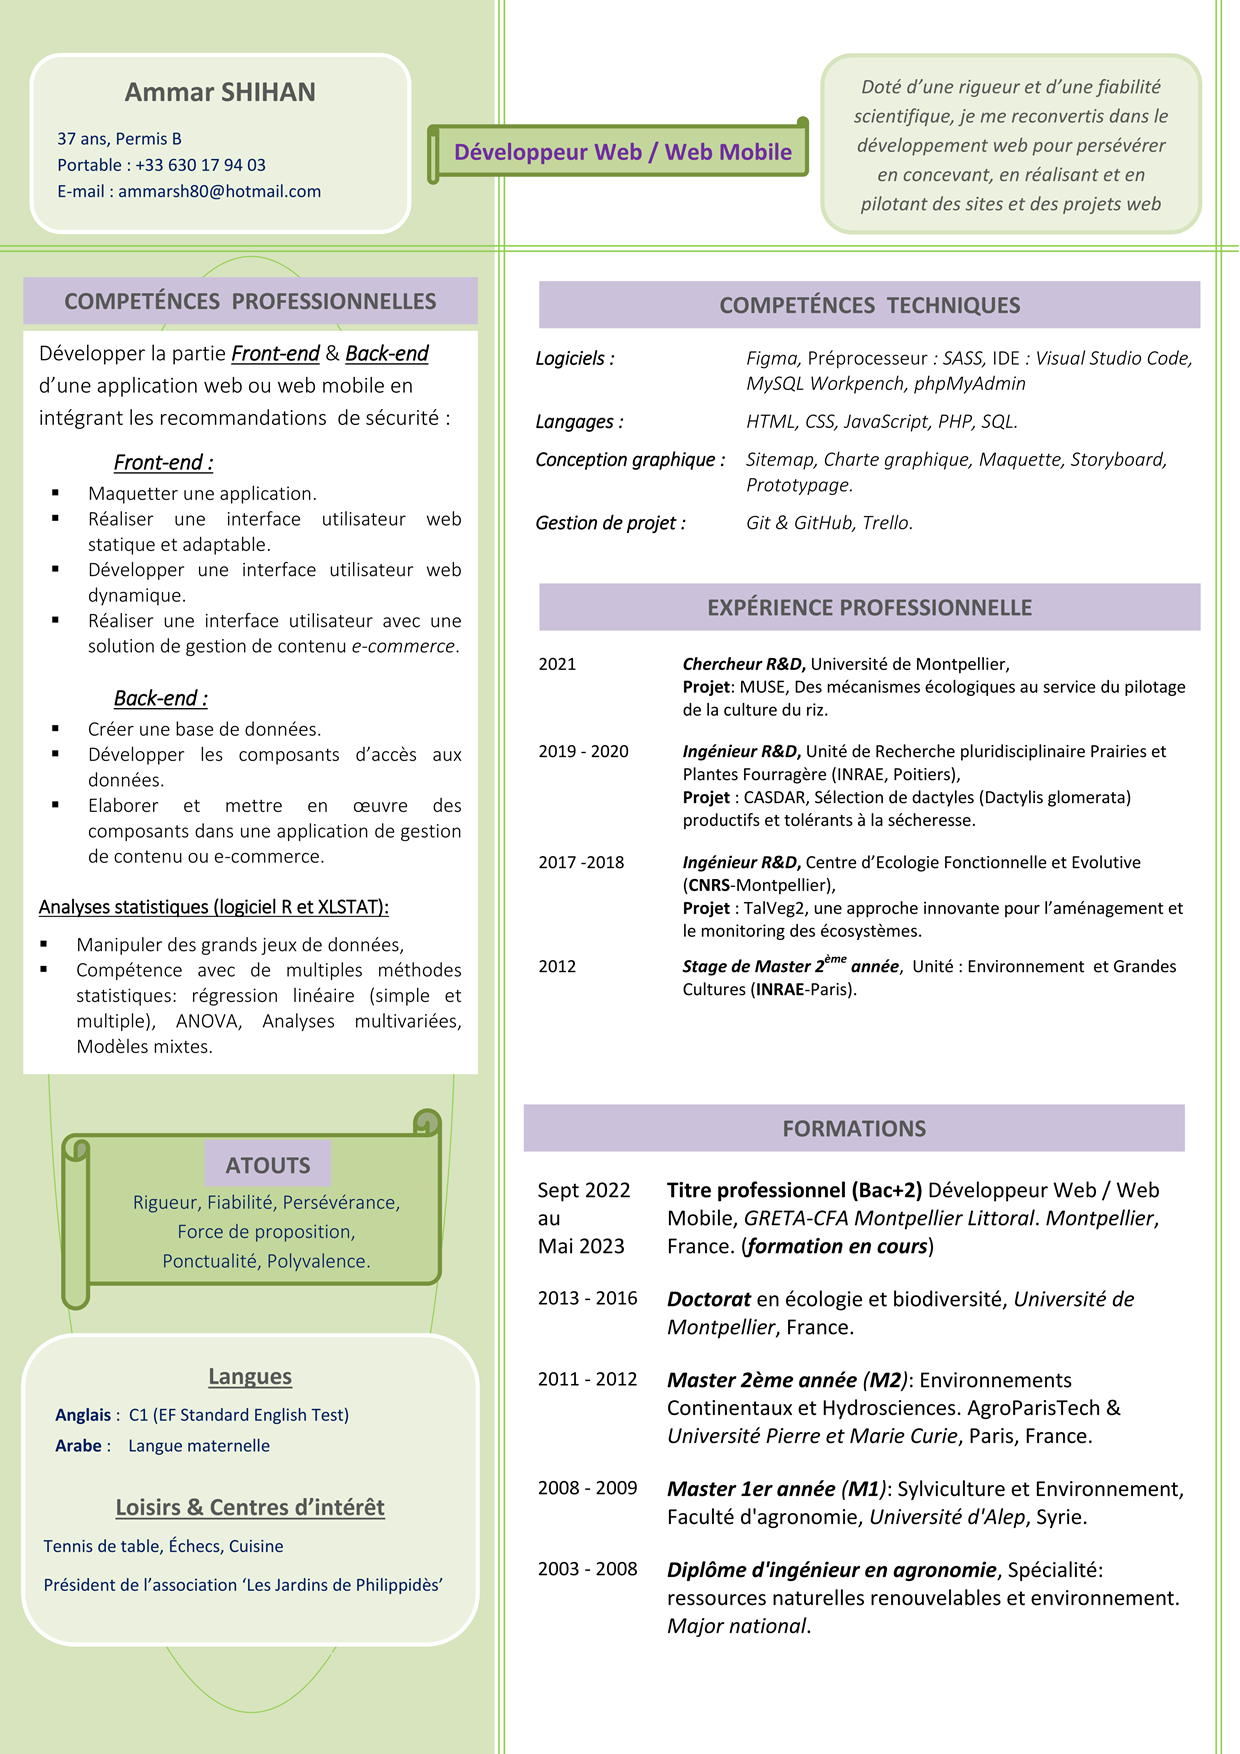 Ammar SHIHAN
37 ans, Permis B
Portable : +33 630 17 94 03
E-mail : ammarsh80@hotmail.com
Développeur Web / Web Mobile
Doté d’une rigueur et d’une fiabilité
scientifique, je me reconvertis dans le
développement web pour persévérer
en concevant, en réalisant et en
pilotant des sites et des projets web
COMPETÉNCES PROFESSIONNELLES
Développer la partie Front-end & Back-end
d’une application web ou web mobile en
intégrant les recommandations de sécurité :
Front-end :
▪ Maquetter une application.
▪ Réaliser une interface utilisateur web
statique et adaptable.
▪ Développer une interface utilisateur web
dynamique.
▪ Réaliser une interface utilisateur avec une
solution de gestion de contenu e-commerce.
Back-end :
▪ Créer une base de données.
▪ Développer les composants d’accès aux
données.
▪ Elaborer et mettre en œuvre des
composants dans une application de gestion
de contenu ou e-commerce.
Analyses statistiques (logiciel R et XLSTAT):
▪ Manipuler des grands jeux de données,
▪ Compétence avec de multiples méthodes
statistiques: régression linéaire (simple et
multiple), ANOVA, Analyses multivariées,
Modèles mixtes.
ATOUTS
Rigueur, Fiabilité, Persévérance,
Force de proposition,
Ponctualité, Polyvalence.
Langues
Anglais : C1 (EF Standard English Test)
Arabe : Langue maternelle
Loisirs & Centres d’intérêt
Tennis de table, Échecs, Cuisine
Président de l’association ‘Les Jardins de Philippidès’
COMPETÉNCES TECHNIQUES
Logiciels : Figma, Préprocesseur : SASS, IDE : Visual Studio Code,
MySQL Workpench, phpMyAdmin
Langages : HTML, CSS, JavaScript, PHP, SQL.
Conception graphique : Sitemap, Charte graphique, Maquette, Storyboard,
Prototypage.
Gestion de projet : Git & GitHub, Trello.
EXPÉRIENCE PROFESSIONNELLE
2021 Chercheur R&D, Université de Montpellier,
Projet: MUSE, Des mécanismes écologiques au service du pilotage
de la culture du riz.
2019 - 2020 Ingénieur R&D, Unité de Recherche pluridisciplinaire Prairies et
Plantes Fourragère (INRAE, Poitiers),
Projet : CASDAR, Sélection de dactyles (Dactylis glomerata)
productifs et tolérants à la sécheresse.
2017 -2018 Ingénieur R&D, Centre d’Ecologie Fonctionnelle et Evolutive
(CNRS-Montpellier),
Projet : TalVeg2, une approche innovante pour l’aménagement et
le monitoring des écosystèmes.
2012 Stage de Master 2ème année, Unité : Environnement et Grandes
Cultures (INRAE-Paris).
FORMATIONS
Sept 2022 Titre professionnel (Bac+2) Développeur Web / Web
au Mobile, GRETA-CFA Montpellier Littoral. Montpellier,
Mai 2023 France. (formation en cours)
2013 - 2016 Doctorat en écologie et biodiversité, Université de
Montpellier, France.
2011 - 2012 Master 2ème année (M2): Environnements
Continentaux et Hydrosciences. AgroParisTech &
Université Pierre et Marie Curie, Paris, France.
2008 - 2009 Master 1er année (M1): Sylviculture et Environnement,
Faculté d'agronomie, Université d'Alep, Syrie.
2003 - 2008 Diplôme d'ingénieur en agronomie, Spécialité:
ressources naturelles renouvelables et environnement.
Major national.